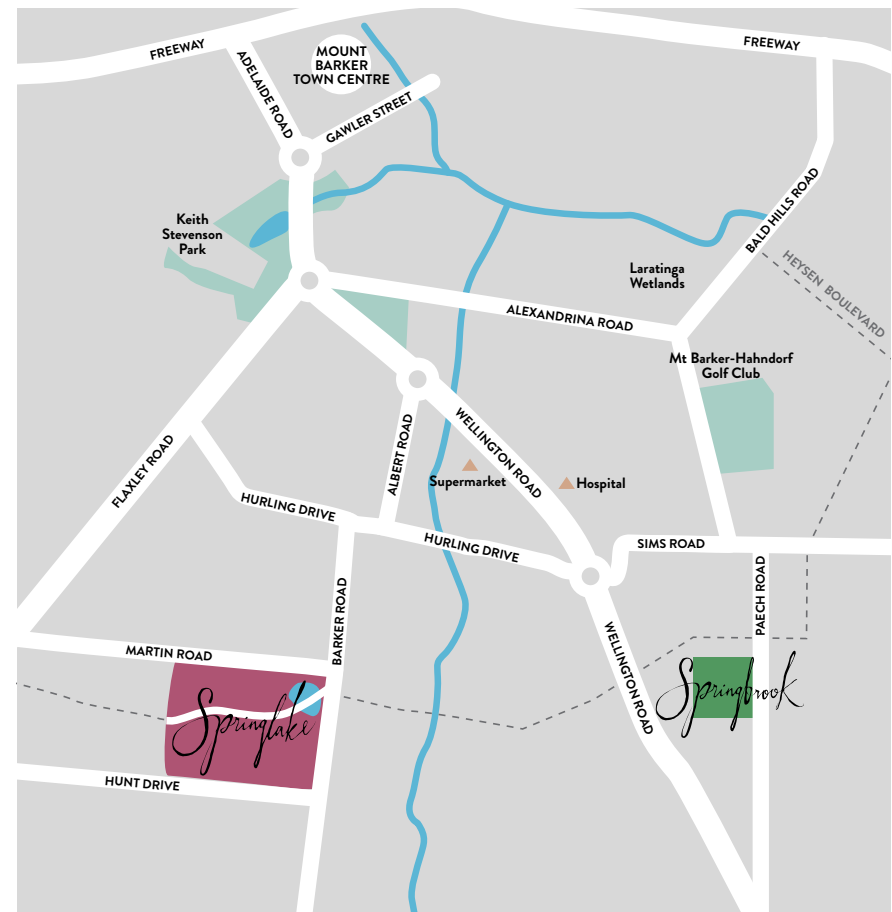 FREEWAY
FREEWAY
ADELAIDE ROAD
MOUNT
BARKER
TOWN CENTRE
GAWLER STREET
BALD HILLS ROAD
Keith
Stevenson
Park
HEYSEN BOULEVARD
Laratinga
Wetlands
ALEXANDRINA ROAD
Mt Barker-Hahndorf
Golf Club
FLAXLEY ROAD
ALBERT ROAD
WELLINGTON ROAD
Supermarket
Hospital
HURLING DRIVE
HURLING DRIVE
SIMS ROAD
BARKER ROAD
PAECH ROAD
MARTIN ROAD
WELLINGTON ROAD
Springlake
Springbrook
HUNT DRIVE